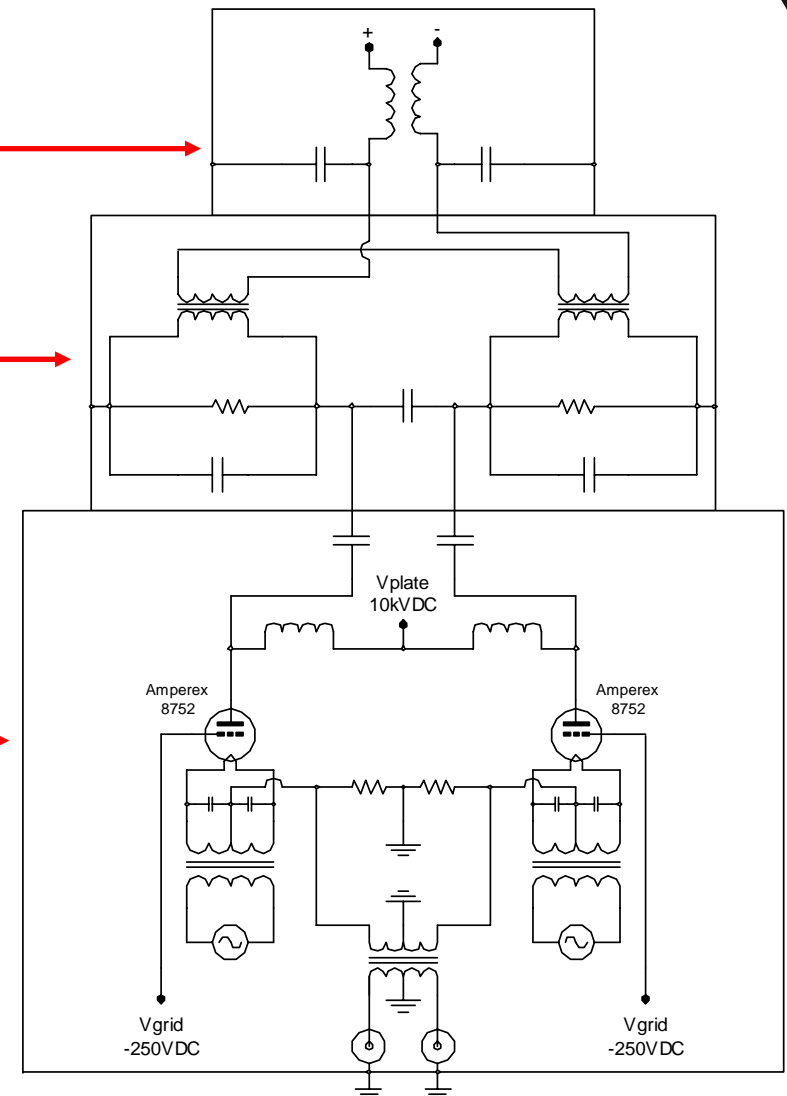 + -
Vplate
10kVDC
Amperex
8752
Amperex
8752
Vgrid
-250VDC
Vgrid
-250VDC